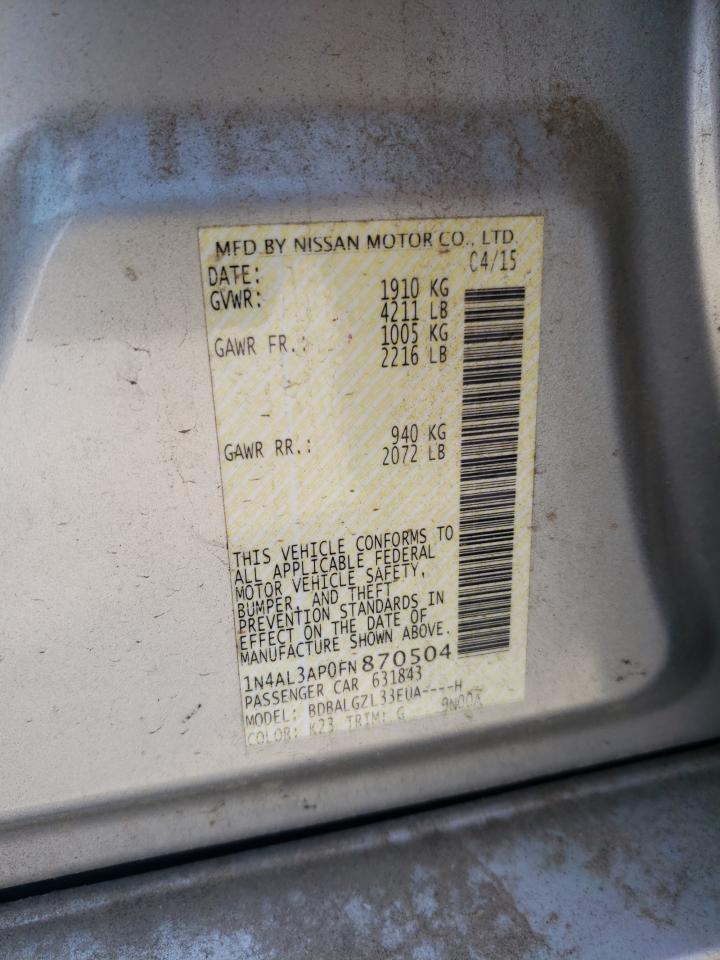 MFD BY NISSAN MOTOR CO., LTD.
DATE: 04/15
GVWR: 1910 KG
4211 LB
GAWR FR.: 1005 KG
2216 LB
GAWR RR.: 940 KG
2072 LB
THIS VEHICLE CONFORMS TO
ALL APPLICABLE FEDERAL
MOTOR VEHICLE SAFETY,
BUMPER, AND THEFT
PREVENTION STANDARDS IN
EFFECT ON THE DATE OF
MANUFACTURE SHOWN ABOVE.
1N4AL3AP0FN870504
PASSENGER CAR 631843
MODEL: BDBALGZL33EUA----H
COLOR: K23 TRIM: G